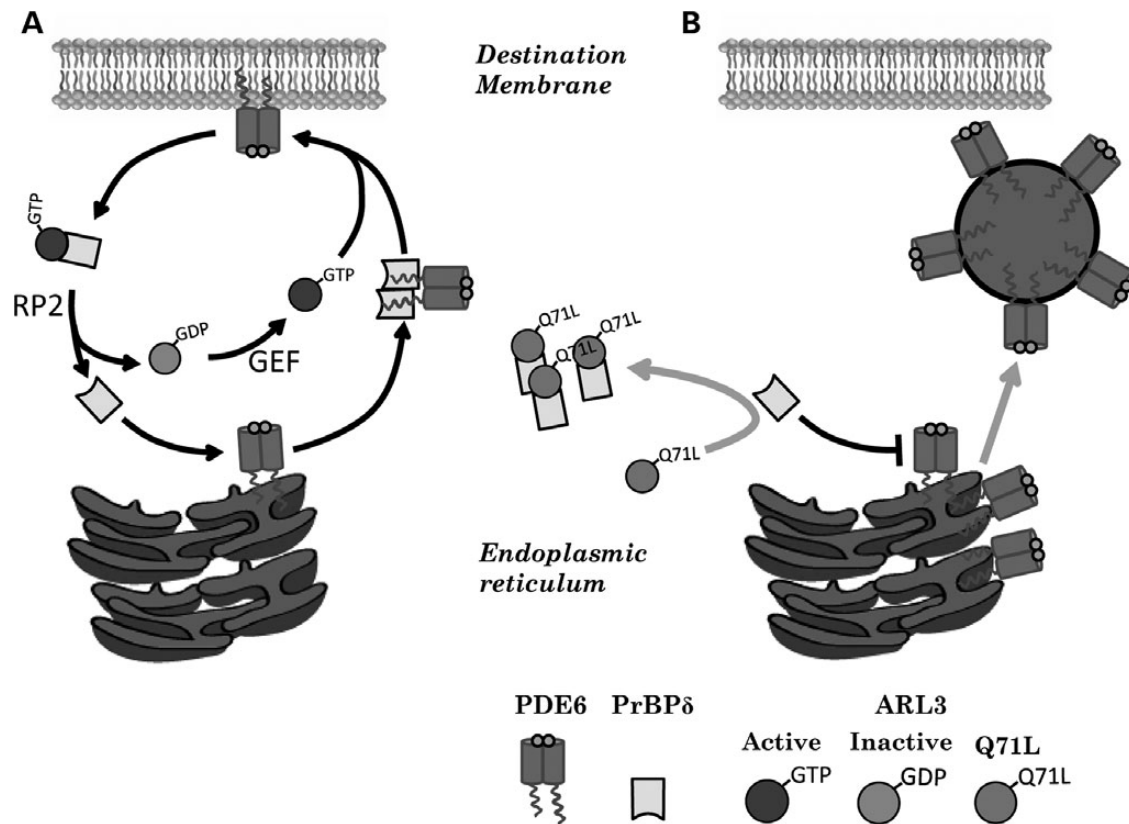 A
B
Destination
Membrane
GTP
RP2
GTP
GDP
GEF
Q71L
Q71L
Q71L
Q71L
Endoplasmic
reticulum
PDE6
PrBPδ
ARL3
Active
Inactive
Q71L
GTP
GDP
Q71L